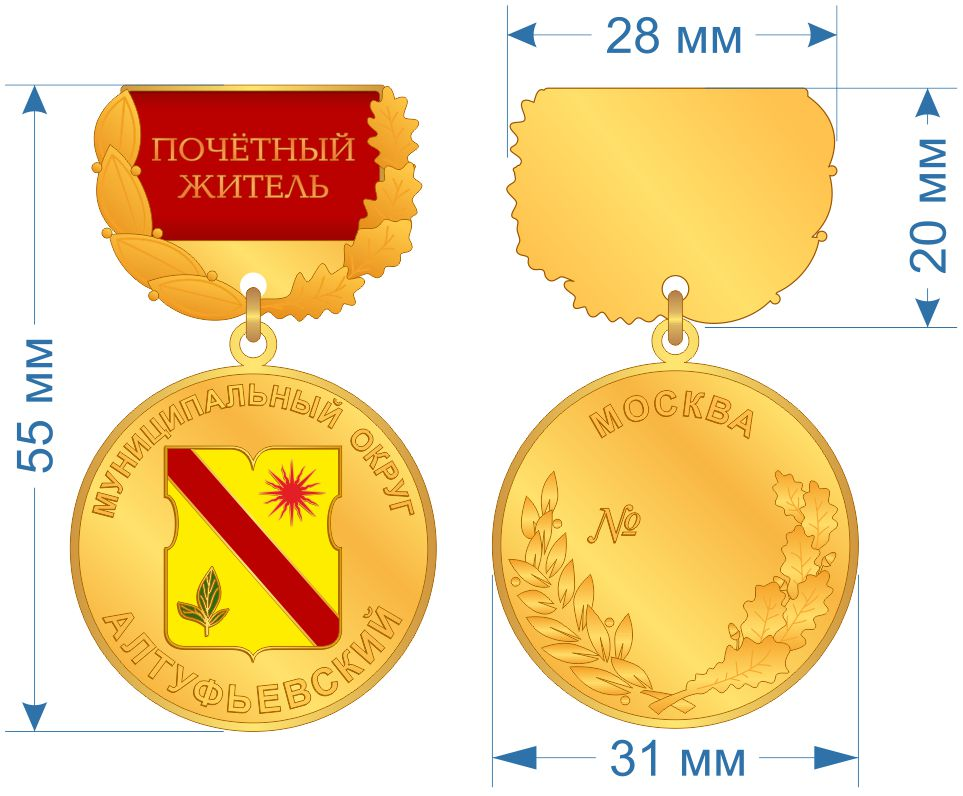 28 мм
ПОЧЁТНЫЙ
ЖИТЕЛЬ
20 мм
55 мм
МУНИЦИПАЛЬНЫЙ ОКРУГ
АЛТУФЬЕВСКИЙ
МОСКВА
№
31 мм